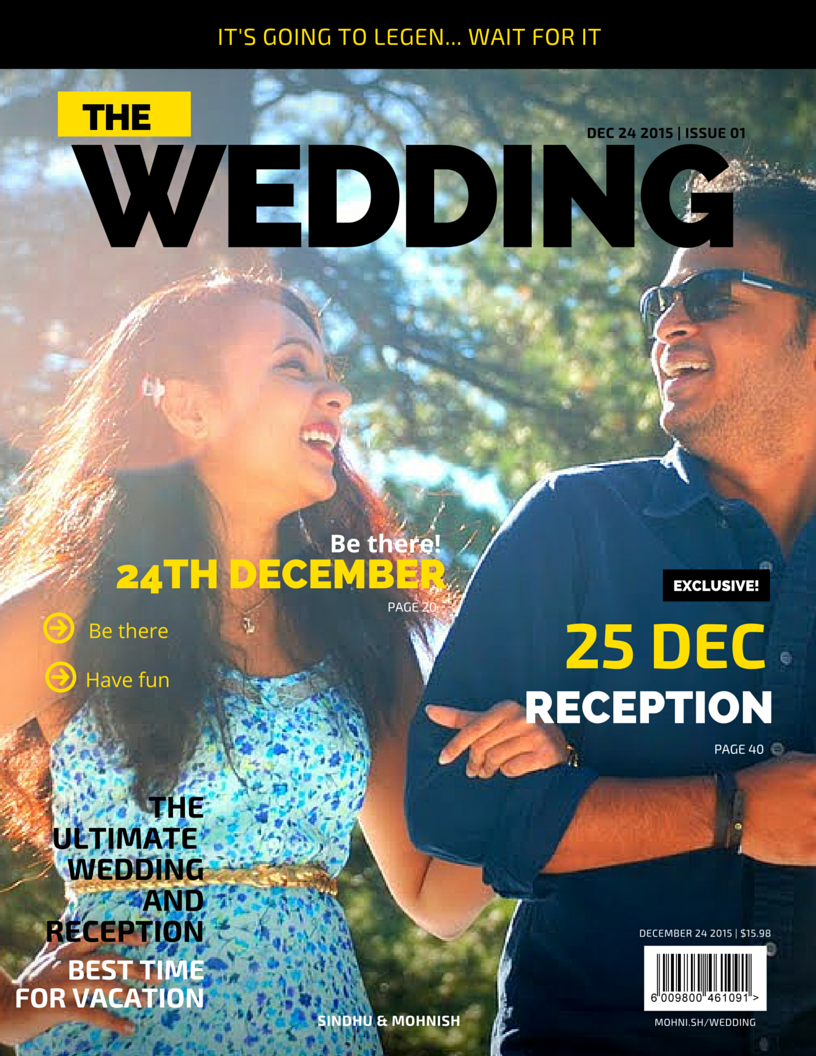 IT'S GOING TO LEGEN... WAIT FOR IT
THE
DEC 24 2015 | ISSUE 01
WEDDING
Be there!
24TH DECEMBER
PAGE 20
Be there
Have fun
EXCLUSIVE!
25 DEC
RECEPTION
PAGE 40
THE
ULTIMATE
WEDDING
AND
RECEPTION
BEST TIME
FOR VACATION
SINDHU & MOHNISH
DECEMBER 24 2015 | $15.98
6 009800 461091 >
MOHNI.SH/WEDDING